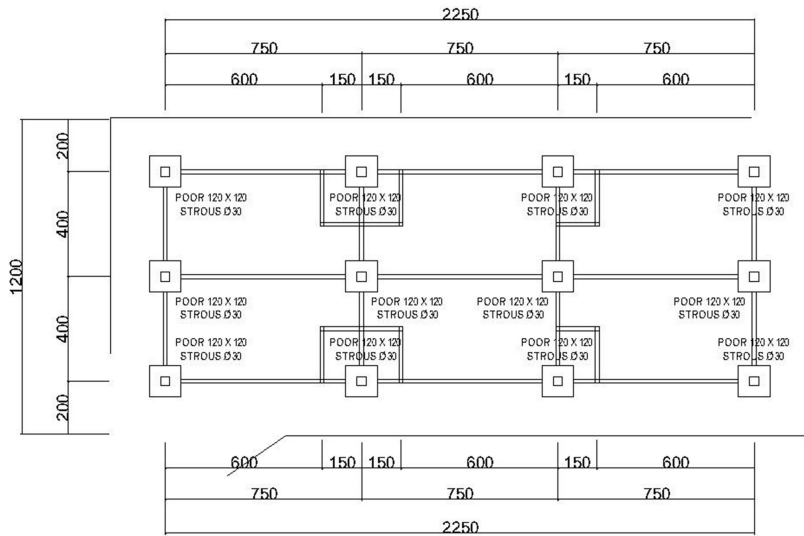 2250
750 750 750
600 150 150 600 150 600
200
400
1200
400
200
POOR 120 X 120 POOR 120 X 120 POOR 120 X 120 POOR 120 X 120
STROUS Ø30 STROUS Ø30 STROUS Ø30 STROUS Ø30
POOR 120 X 120 POOR 120 X 120 POOR 120 X 120 POOR 120 X 120
STROUS Ø30 STROUS Ø30 STROUS Ø30 STROUS Ø30
POOR 120 X 120 POOR 120 X 120 POOR 120 X 120 POOR 120 X 120
STROUS Ø30 STROUS Ø30 STROUS Ø30 STROUS Ø30
600 150 150 600 150 600
750 750 750
2250